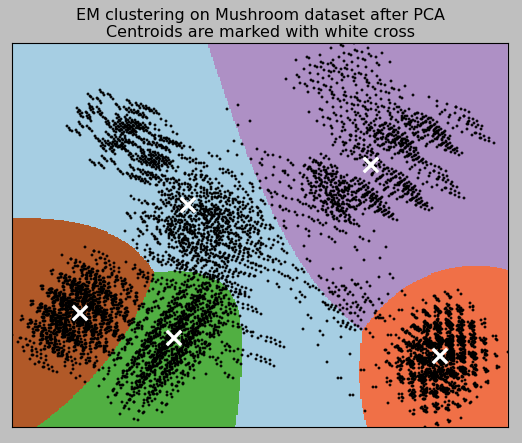 EM clustering on Mushroom dataset after PCA
Centroids are marked with white cross